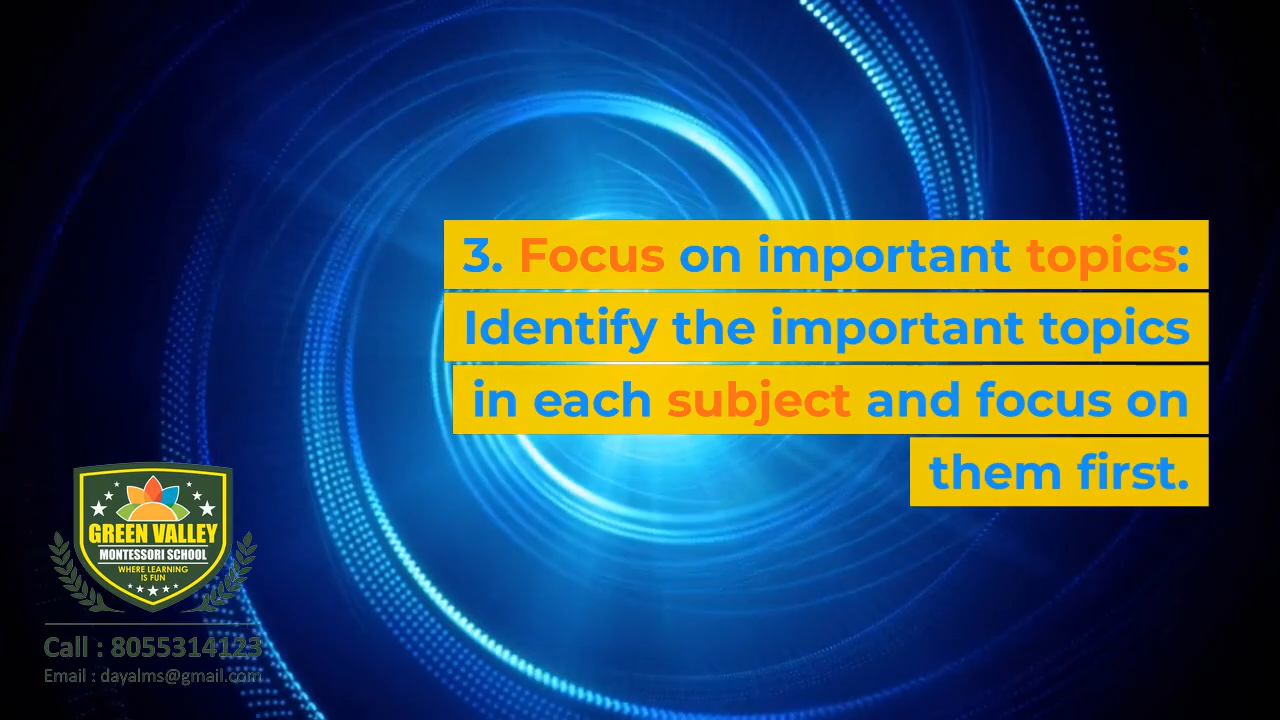 3. Focus on important topics:
Identify the important topics
in each subject and focus on
them first.
GREEN VALLEY
MONTESSORI SCHOOL
WHERE LEARNING
IS FUN
Call : 8055314123
Email : dayalms@gmail.com